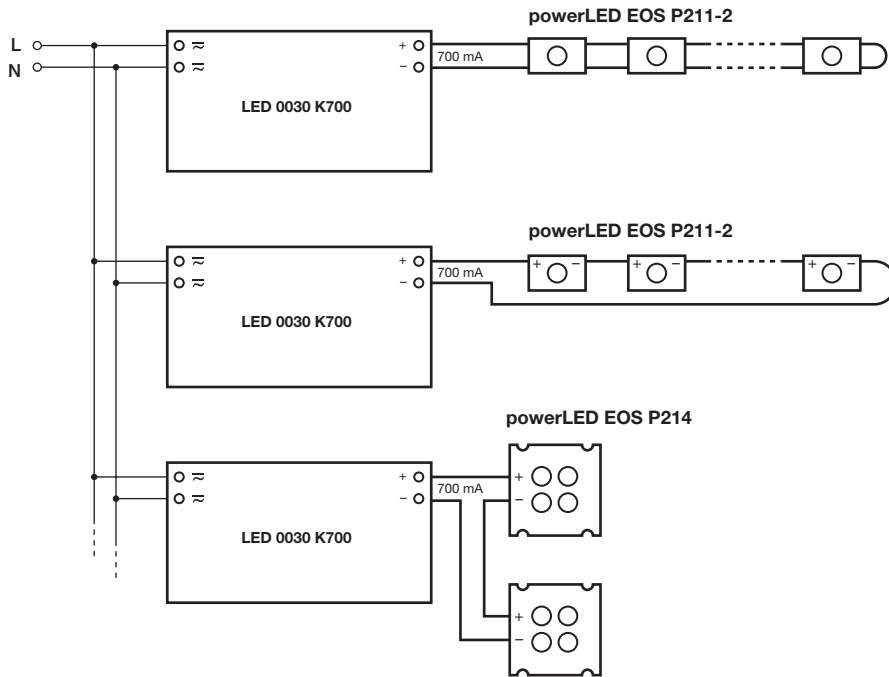 powerLED EOS P211-2
L
N
+
700 mA
−
LED 0030 K700
powerLED EOS P211-2
+
700 mA
−
+ −
+ −
+ −
LED 0030 K700
powerLED EOS P214
+
700 mA
−
+
−
LED 0030 K700
+
−